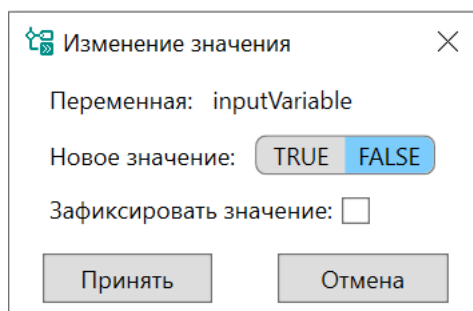 Изменение значения
Переменная: inputVariable
Новое значение: TRUE FALSE
Зафиксировать значение:
Принять Отмена